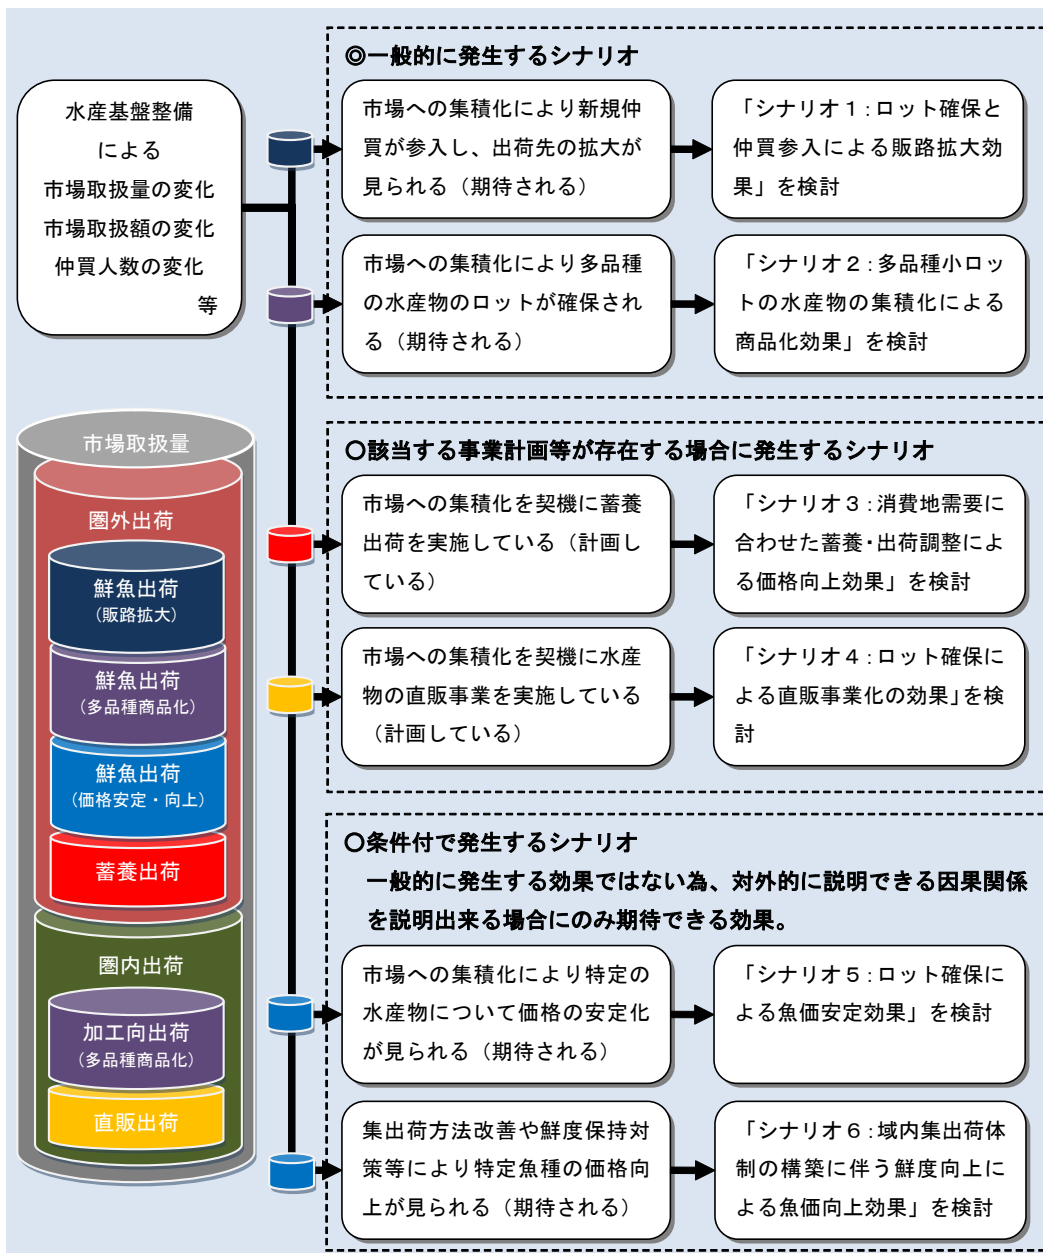 水産基盤整備
による
市場取扱量の変化
市場取扱額の変化
仲買人数の変化
等
◎一般的に発生するシナリオ
市場への集積化により新規仲
買が参入し、出荷先の拡大が
見られる（期待される）
「シナリオ１：ロット確保と
仲買参入による販路拡大効
果」を検討
市場への集積化により多品種
の水産物のロットが確保され
る（期待される）
「シナリオ２：多品種小ロッ
トの水産物の集積化による
商品化効果」を検討
市場取扱量
圏外出荷
鮮魚出荷
（販路拡大）
鮮魚出荷
（多品種商品化）
鮮魚出荷
（価格安定・向上）
蓄養出荷
圏内出荷
加工向出荷
（多品種商品化）
直販出荷
〇該当する事業計画等が存在する場合に発生するシナリオ
市場への集積化を契機に蓄養
出荷を実施している（計画し
ている）
「シナリオ３：消費地需要に
合わせた蓄養・出荷調整によ
る価格向上効果」を検討
市場への集積化を契機に水産
物の直販事業を実施している
（計画している）
「シナリオ４：ロット確保に
よる直販事業化の効果」を検
討
〇条件付で発生するシナリオ
一般的に発生する効果ではない為、対外的に説明できる因果関係
を説明出来る場合にのみ期待できる効果。
市場への集積化により特定の
水産物について価格の安定化
が見られる（期待される）
「シナリオ５：ロット確保に
よる魚価安定効果」を検討
集出荷方法改善や鮮度保持対
策等により特定魚種の価格向
上が見られる（期待される）
「シナリオ６：域内集出荷体
制の構築に伴う鮮度向上に
よる魚価向上効果」を検討